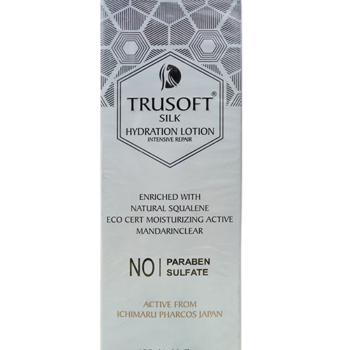 TRUSOFT®
SILK
HYDRATION LOTION
INTENSIVE REPAIR
ENRICHED WITH
NATURAL SQUALENE
ECO CERT MOISTURIZING ACTIVE
MANDARINCLEAR
NO | PARABEN
SULFATE
ACTIVE FROM
ICHIMARU PHARCOS JAPAN